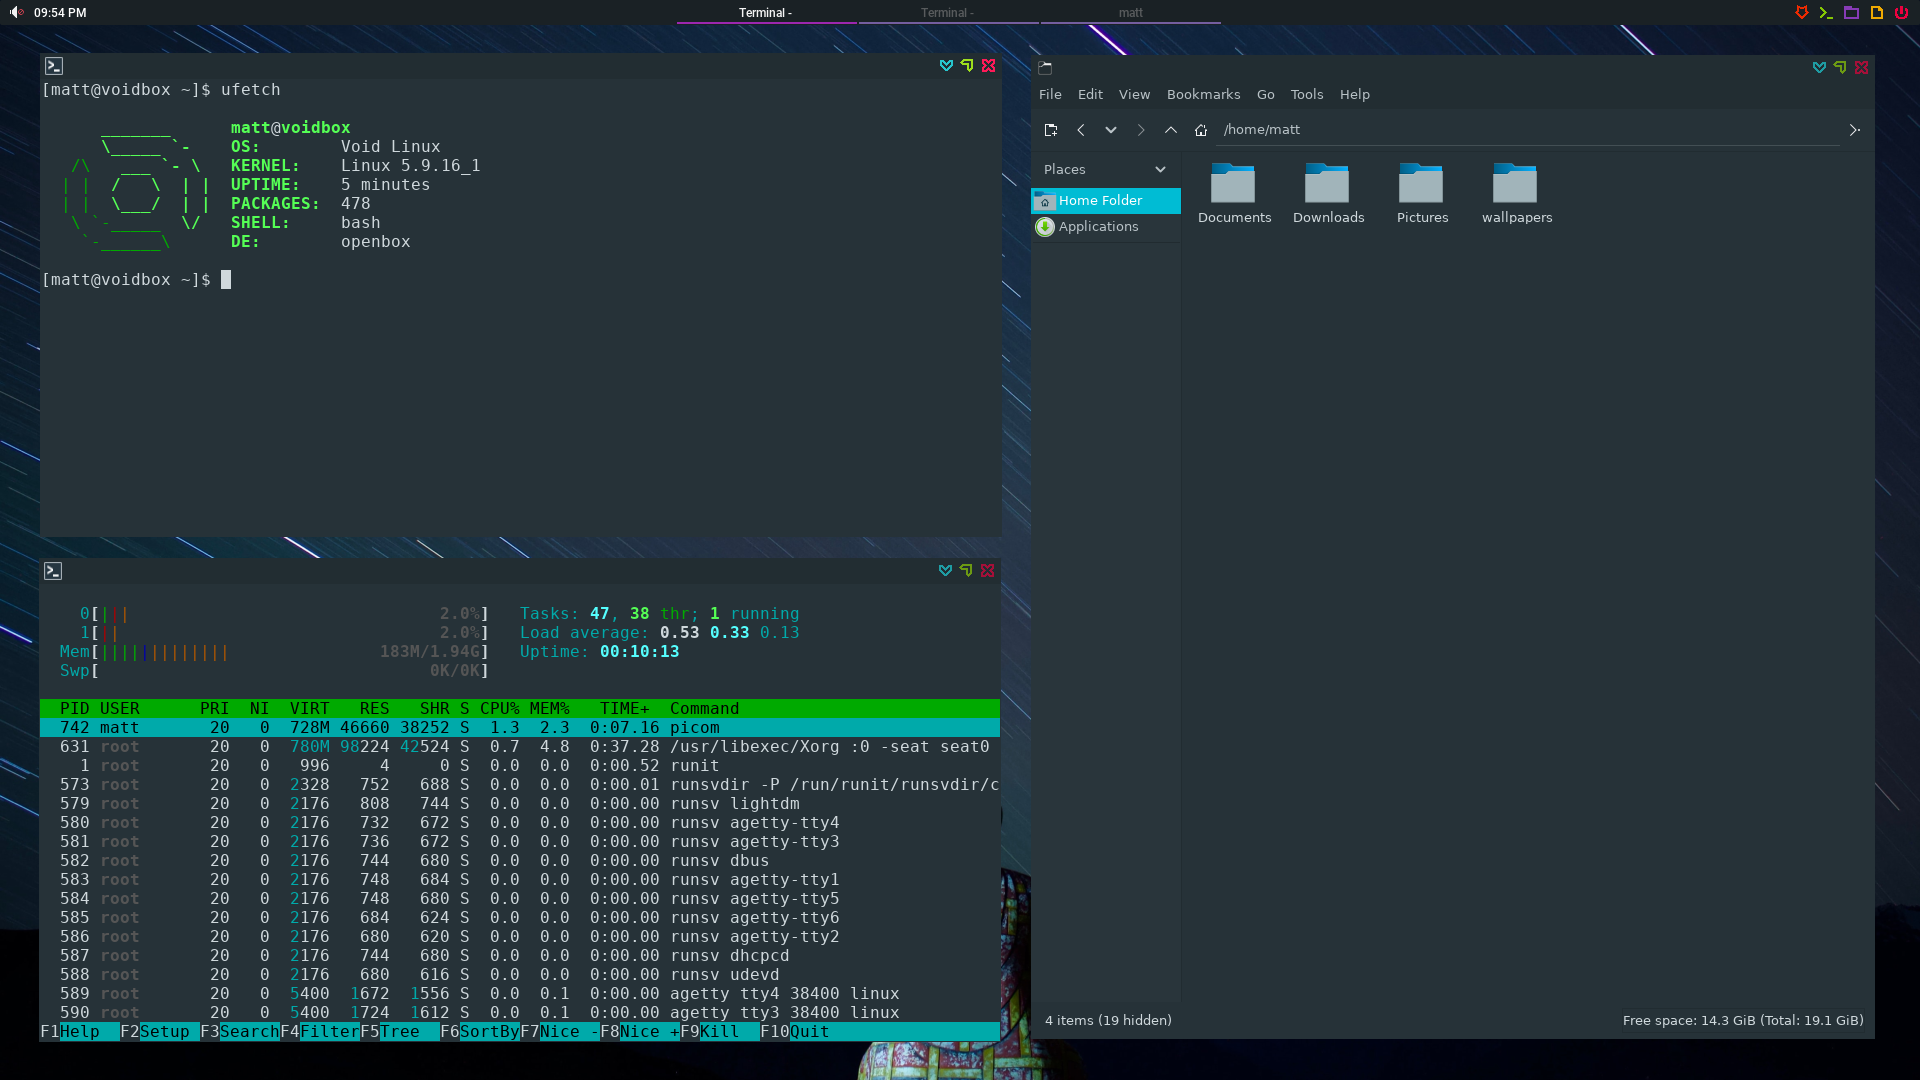 09:54 PM
Terminal -
Terminal -
matt
[matt@voidbox ~]$ ufetch
matt@voidbox
OS: Void Linux
KERNEL: Linux 5.9.16_1
UPTIME: 5 minutes
PACKAGES: 478
SHELL: bash
DE: openbox
[matt@voidbox ~]$
0[||| 2.0%] Tasks: 47, 38 thr; 1 running
1[|| 2.0%] Load average: 0.53 0.33 0.13
Mem[||||||||||||| 183M/1.94G] Uptime: 00:10:13
Swp[ 0K/0K]
PID USER PRI NI VIRT RES SHR S CPU% MEM% TIME+ Command
742 matt 20 0 728M 46660 38252 S 1.3 2.3 0:07.16 picom
631 root 20 0 780M 98224 42524 S 0.7 4.8 0:37.28 /usr/libexec/Xorg :0 -seat seat0
1 root 20 0 996 4 0 S 0.0 0.0 0:00.52 runit
573 root 20 0 2328 752 688 S 0.0 0.0 0:00.01 runsvdir -P /run/runit/runsvdir/c
579 root 20 0 2176 808 744 S 0.0 0.0 0:00.00 runsv lightdm
580 root 20 0 2176 732 672 S 0.0 0.0 0:00.00 runsv agetty-tty4
581 root 20 0 2176 736 672 S 0.0 0.0 0:00.00 runsv agetty-tty3
582 root 20 0 2176 744 680 S 0.0 0.0 0:00.00 runsv dbus
583 root 20 0 2176 748 684 S 0.0 0.0 0:00.00 runsv agetty-tty1
584 root 20 0 2176 748 680 S 0.0 0.0 0:00.00 runsv agetty-tty5
585 root 20 0 2176 684 624 S 0.0 0.0 0:00.00 runsv agetty-tty6
586 root 20 0 2176 680 620 S 0.0 0.0 0:00.00 runsv agetty-tty2
587 root 20 0 2176 744 680 S 0.0 0.0 0:00.00 runsv dhcpcd
588 root 20 0 2176 680 616 S 0.0 0.0 0:00.00 runsv udevd
589 root 20 0 5400 1672 1556 S 0.0 0.1 0:00.00 agetty tty4 38400 linux
590 root 20 0 5400 1724 1612 S 0.0 0.1 0:00.00 agetty tty3 38400 linux
F1Help F2Setup F3SearchF4FilterF5Tree F6SortByF7Nice -F8Nice +F9Kill F10Quit
File Edit View Bookmarks Go Tools Help
/home/matt
Places
Home Folder
Applications
Documents
Downloads
Pictures
wallpapers
4 items (19 hidden)
Free space: 14.3 GiB (Total: 19.1 GiB)